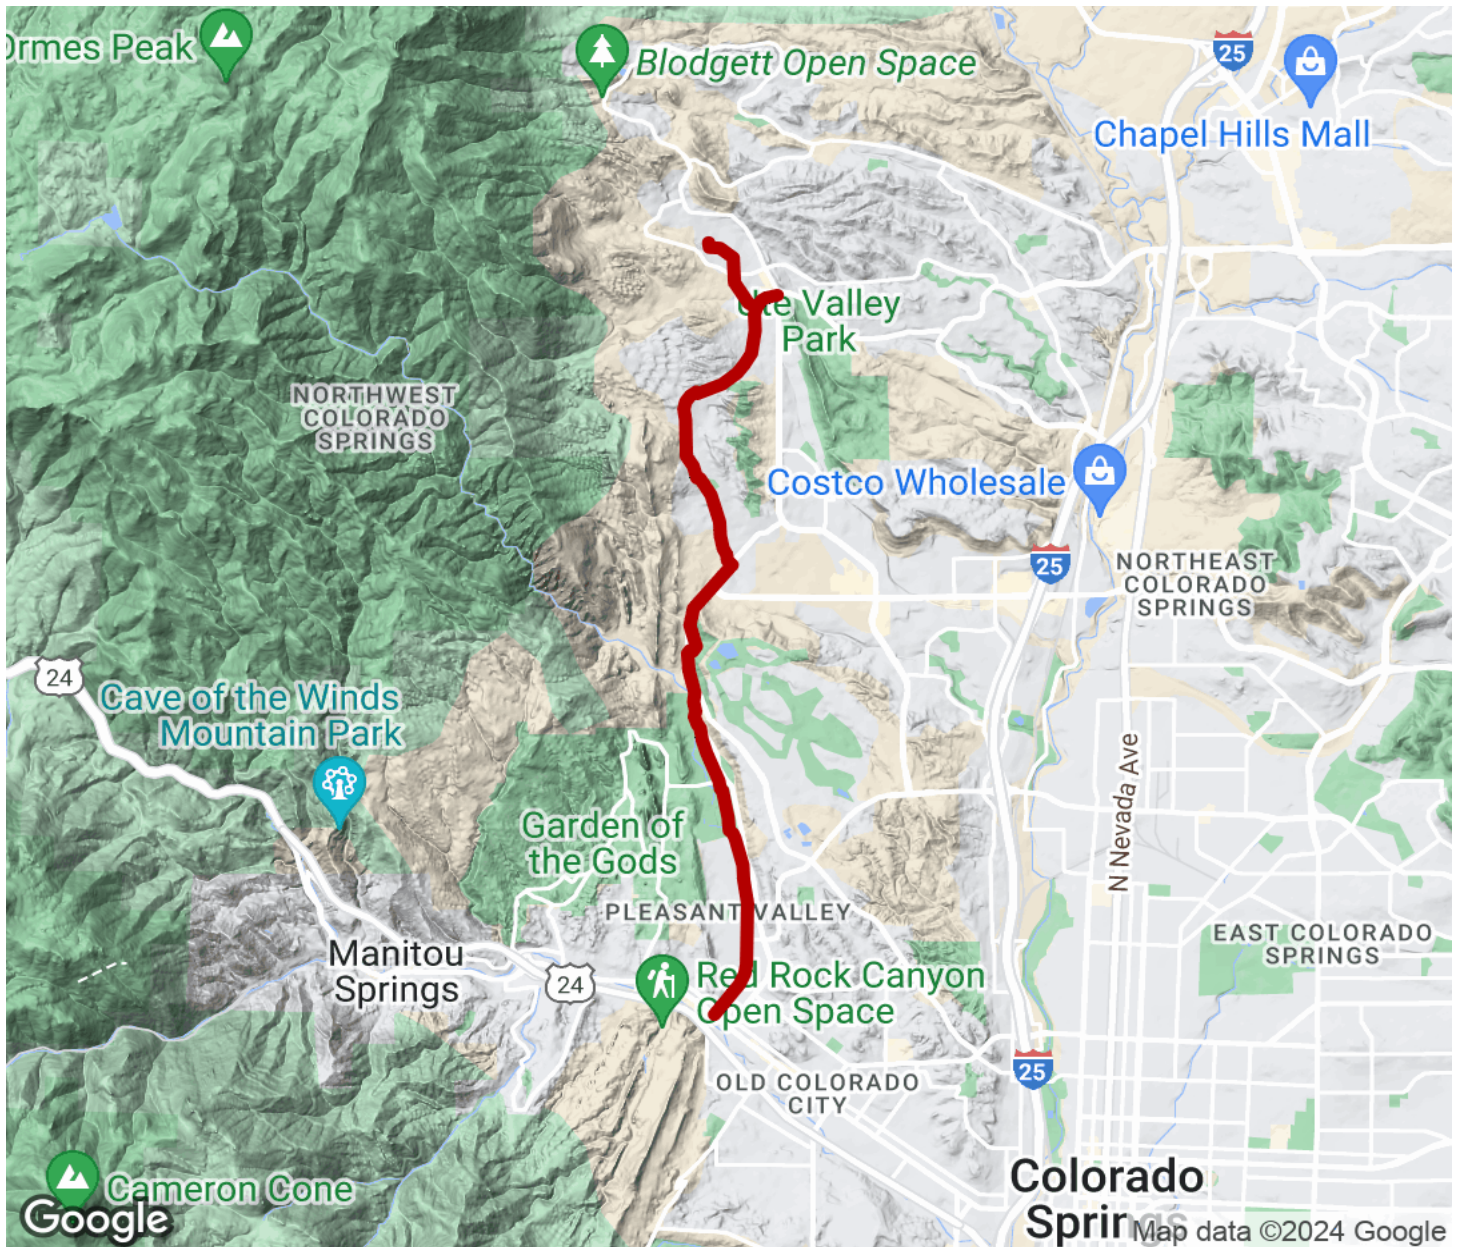 Ormes Peak
Blodgett Open Space
25
Chapel Hills Mall
Ute Valley
Park
NORTHWEST
COLORADO
SPRINGS
Costco Wholesale
25
NORTHEAST
COLORADO
SPRINGS
24
Cave of the Winds
Mountain Park
N Nevada Ave
Garden of
the Gods
PLEASANT VALLEY
EAST COLORADO
SPRINGS
Manitou
Springs
24
Red Rock Canyon
Open Space
25
OLD COLORADO
CITY
Colorado
Springs
Cameron Cone
Google
Map data ©2024 Google